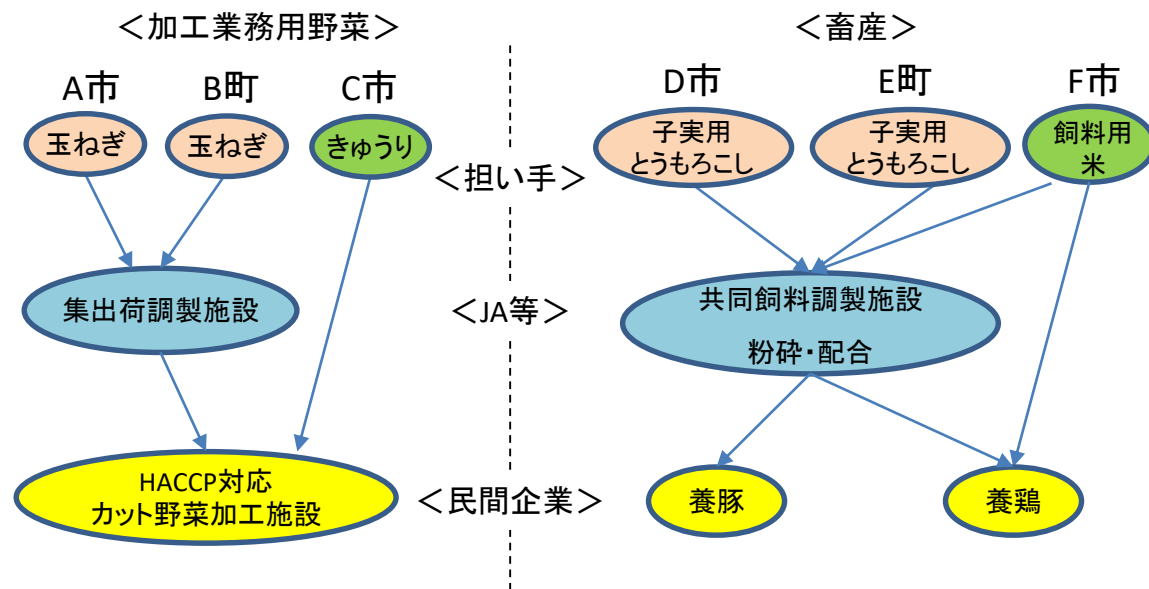 ＜加工業務用野菜＞
＜畜産＞
A市
B町
C市
D市
E町
F市
玉ねぎ
玉ねぎ
きゅうり
子実用
とうもろこし
子実用
とうもろこし
飼料用
米
＜担い手＞
集出荷調製施設
＜JA等＞
共同飼料調製施設
粉砕・配合
HACCP対応
カット野菜加工施設
＜民間企業＞
養豚
養鶏